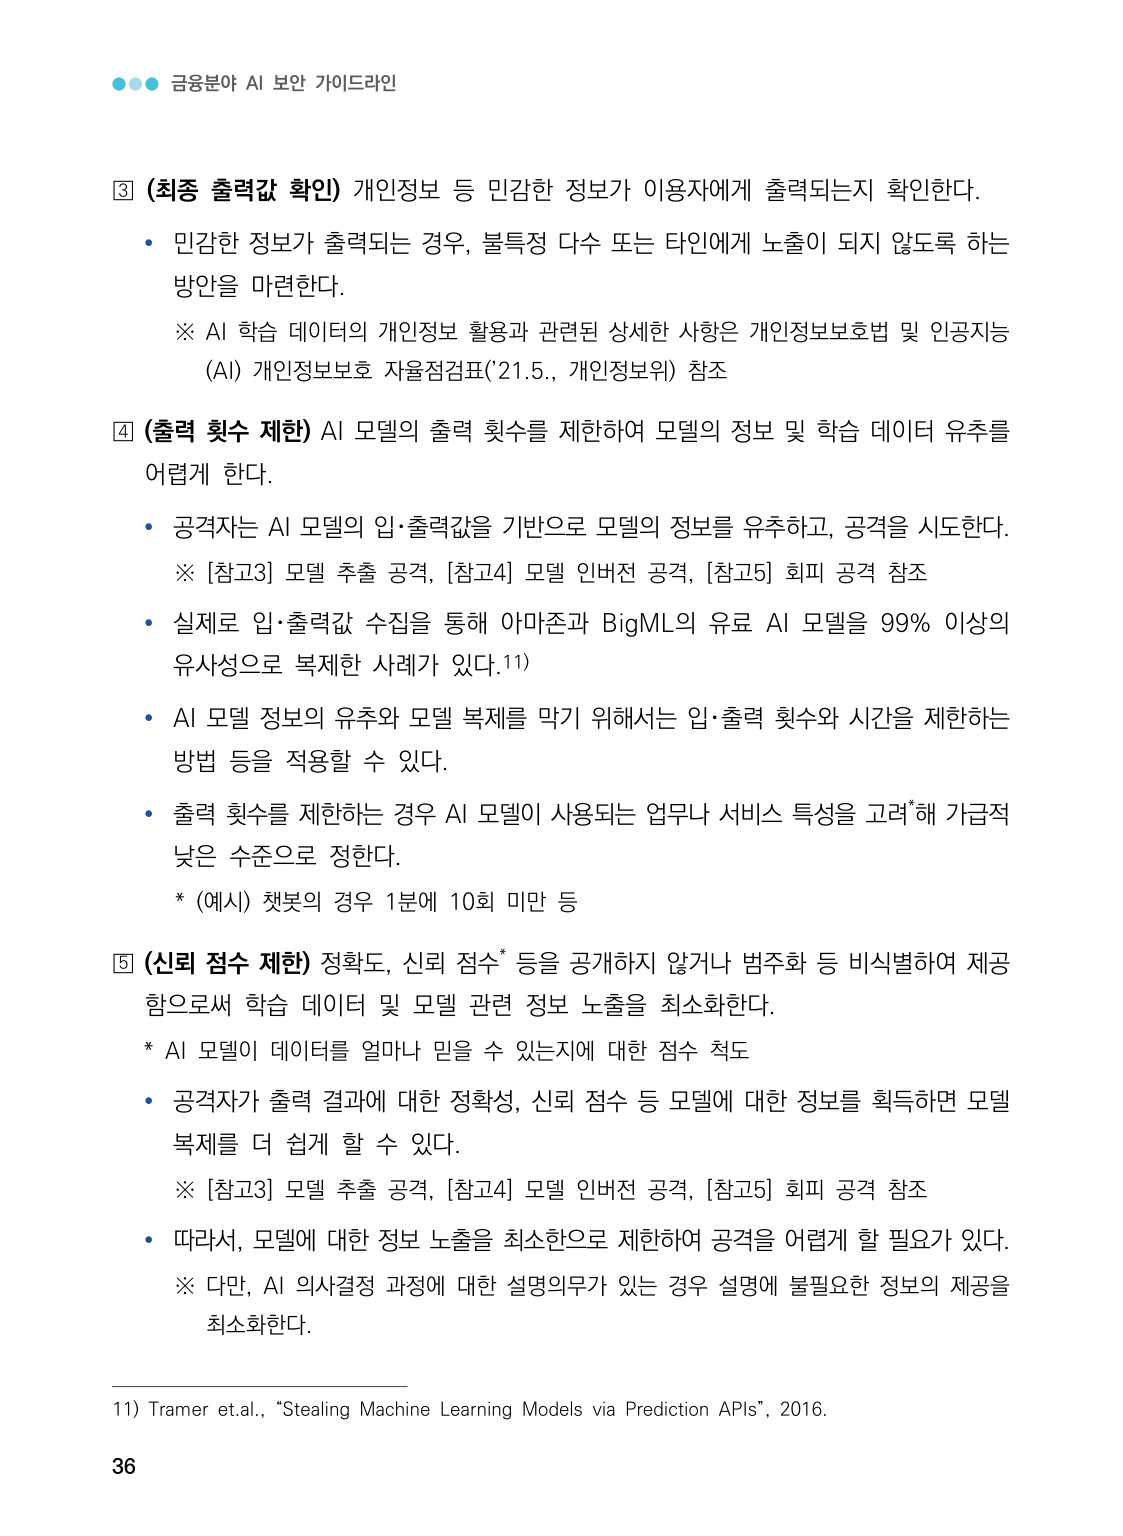 금융분야 AI 보안 가이드라인
3 (최종 출력값 확인) 개인정보 등 민감한 정보가 이용자에게 출력되는지 확인한다.
• 민감한 정보가 출력되는 경우, 불특정 다수 또는 타인에게 노출이 되지 않도록 하는
방안을 마련한다.
※ AI 학습 데이터의 개인정보 활용과 관련된 상세한 사항은 개인정보보호법 및 인공지능
(AI) 개인정보보호 자율점검표(’21.5., 개인정보위) 참조
4 (출력 횟수 제한) AI 모델의 출력 횟수를 제한하여 모델의 정보 및 학습 데이터 유추를
어렵게 한다.
• 공격자는 AI 모델의 입·출력값을 기반으로 모델의 정보를 유추하고, 공격을 시도한다.
※ [참고3] 모델 추출 공격, [참고4] 모델 인버전 공격, [참고5] 회피 공격 참조
• 실제로 입·출력값 수집을 통해 아마존과 BigML의 유료 AI 모델을 99% 이상의
유사성으로 복제한 사례가 있다.11)
• AI 모델 정보의 유추와 모델 복제를 막기 위해서는 입·출력 횟수와 시간을 제한하는
방법 등을 적용할 수 있다.
• 출력 횟수를 제한하는 경우 AI 모델이 사용되는 업무나 서비스 특성을 고려*해 가급적
낮은 수준으로 정한다.
* (예시) 챗봇의 경우 1분에 10회 미만 등
5 (신뢰 점수 제한) 정확도, 신뢰 점수* 등을 공개하지 않거나 범주화 등 비식별하여 제공
함으로써 학습 데이터 및 모델 관련 정보 노출을 최소화한다.
* AI 모델이 데이터를 얼마나 믿을 수 있는지에 대한 점수 척도
• 공격자가 출력 결과에 대한 정확성, 신뢰 점수 등 모델에 대한 정보를 획득하면 모델
복제를 더 쉽게 할 수 있다.
※ [참고3] 모델 추출 공격, [참고4] 모델 인버전 공격, [참고5] 회피 공격 참조
• 따라서, 모델에 대한 정보 노출을 최소한으로 제한하여 공격을 어렵게 할 필요가 있다.
※ 다만, AI 의사결정 과정에 대한 설명의무가 있는 경우 설명에 불필요한 정보의 제공을
최소화한다.
11) Tramer et.al., “Stealing Machine Learning Models via Prediction APIs”, 2016.
36